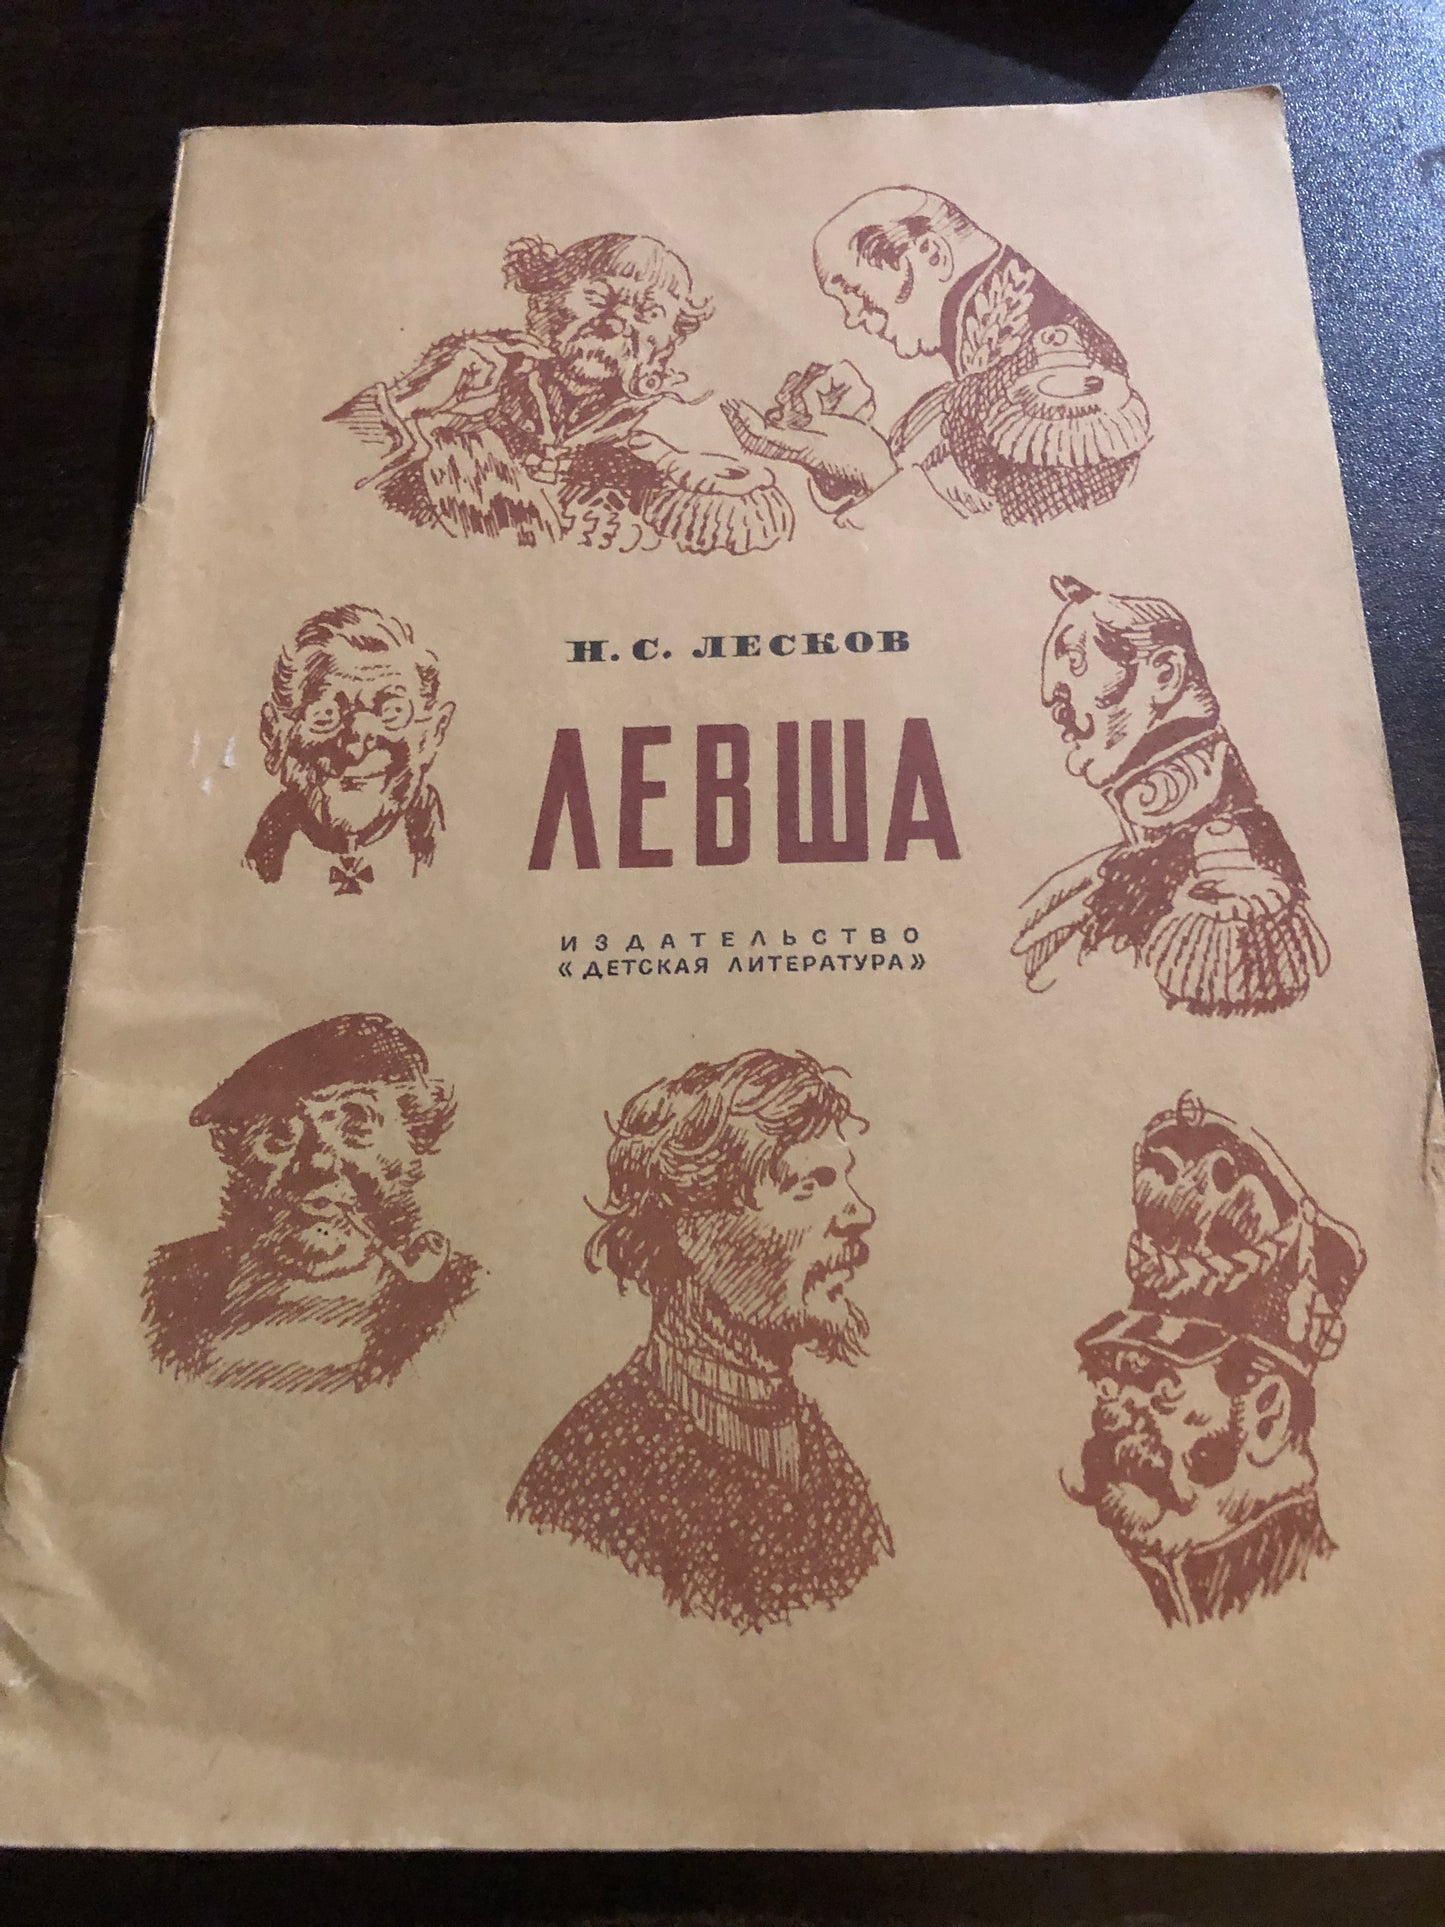 Н. С. ЛЕСКОВ
ЛЕВША
ИЗДАТЕЛЬСТВО
«ДЕТСКАЯ ЛИТЕРАТУРА»